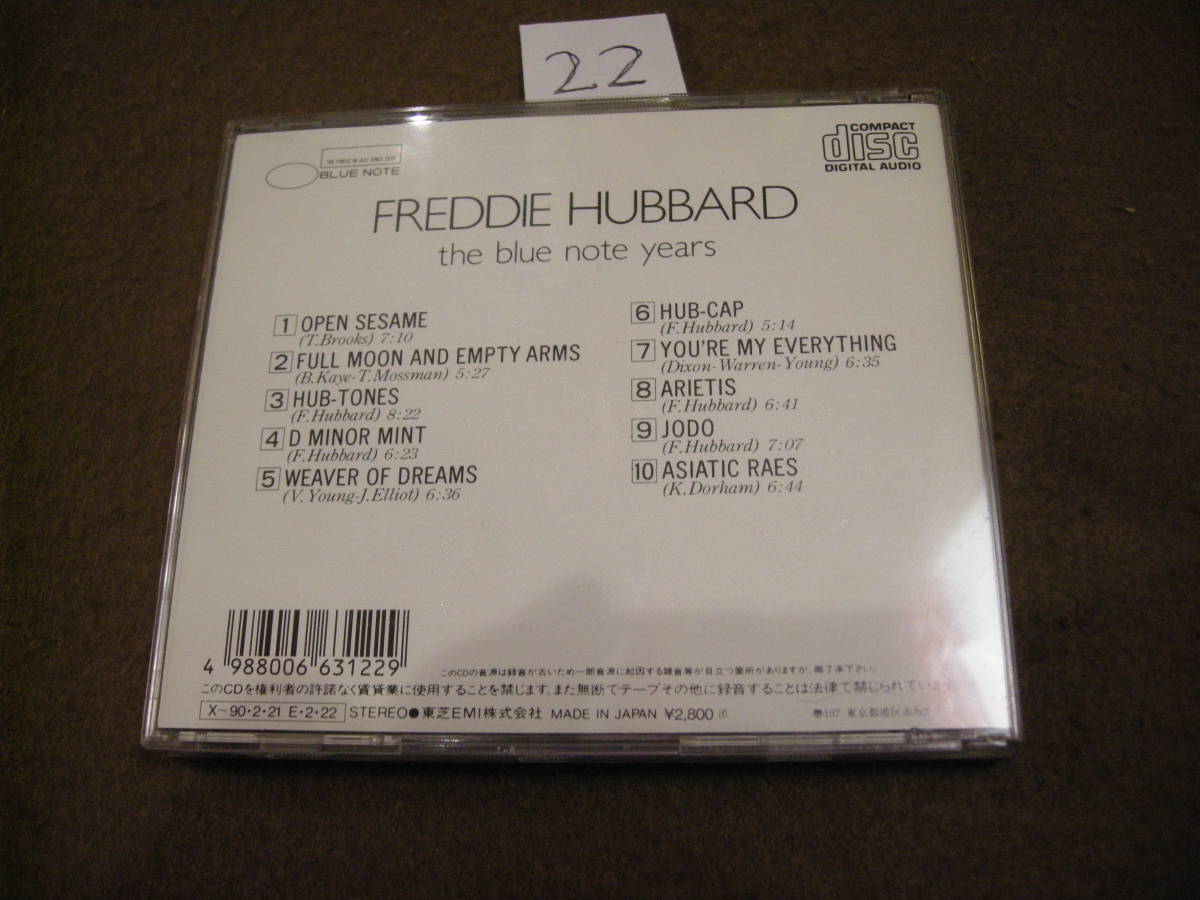 22
THE FINEST IN JAZZ SINCE 1939
BLUE NOTE
COMPACT
disc
DIGITAL AUDIO
FREDDIE HUBBARD
the blue note years
1 OPEN SESAME
(T.Brooks) 7:10
2 FULL MOON AND EMPTY ARMS
(B.Kaye-T.Mossman) 5:27
3 HUB-TONES
(F.Hubbard) 8:22
4 D MINOR MINT
(F.Hubbard) 6:23
5 WEAVER OF DREAMS
(V.Young-J.Elliot) 6:36
6 HUB-CAP
(F.Hubbard) 5:14
7 YOU'RE MY EVERYTHING
(Dixon-Warren-Young) 6:35
8 ARIETIS
(F.Hubbard) 6:41
9 JODO
(F.Hubbard) 7:07
10 ASIATIC RAES
(K.Dorham) 6:44
4 988006 631229
このCDの音源は録音が古いため一部音源に起因する雑音等が目立つ箇所がありますが、御了承下さい。
このCDを権利者の許諾なく賃貸業に使用することを禁じます。また無断でテープその他に録音することは法律で禁じられています
X-90・2・21 E・2・22 STEREO●東芝EMI株式会社 MADE IN JAPAN ¥2,800
107 東京都港区赤坂